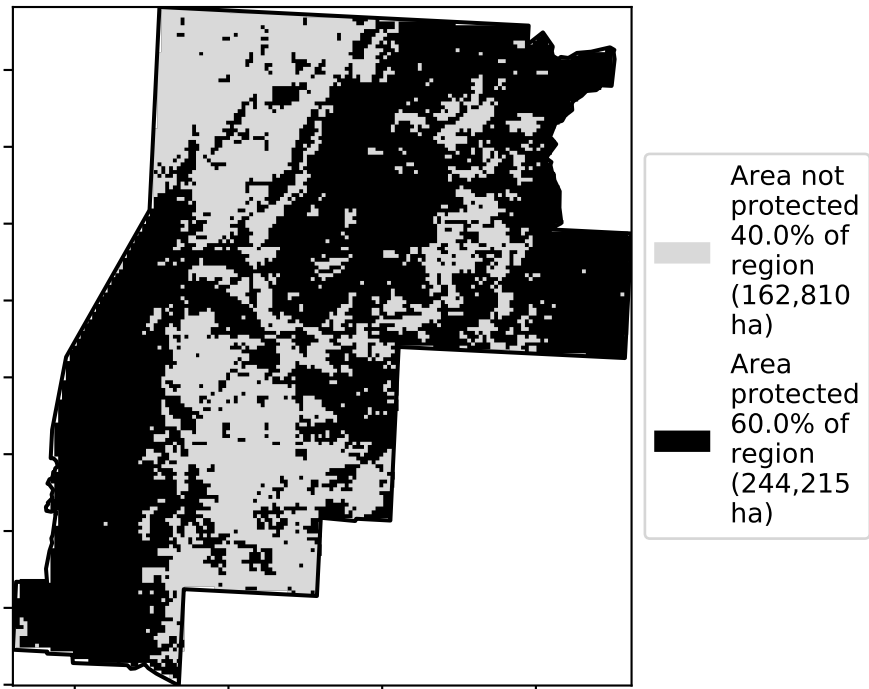 Area not
protected
40.0% of
region
(162,810
ha)
Area
protected
60.0% of
region
(244,215
ha)